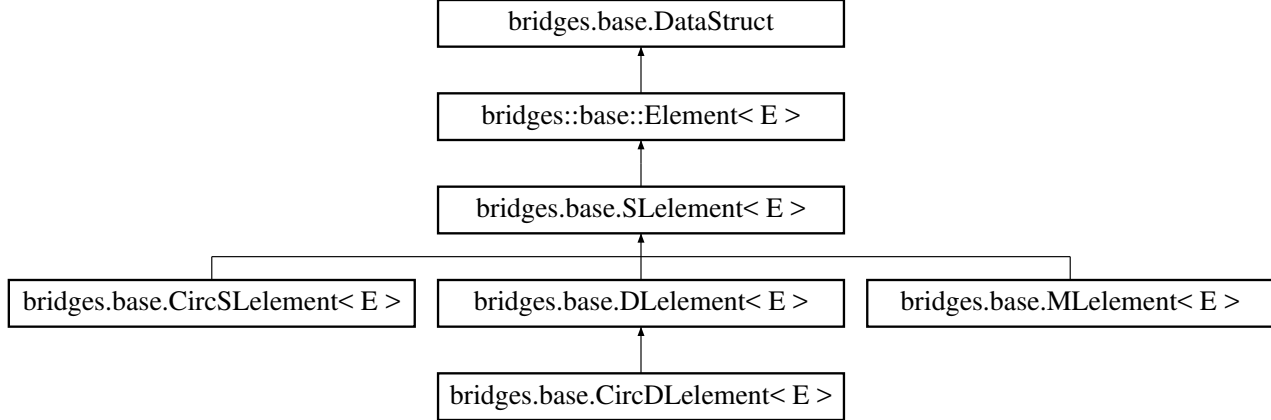 bridges.base.DataStruct
bridges::base::Element< E >
bridges.base.SLelement< E >
bridges.base.CircSLelement< E >
bridges.base.DLelement< E >
bridges.base.MLelement< E >
bridges.base.CircDLelement< E >